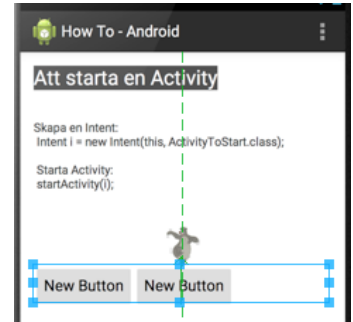 How To - Android
Att starta en Activity
Skapa en Intent:
Intent i = new Intent(this, ActivityToStart.class);
Starta Activity:
startActivity(i);
New Button New Button